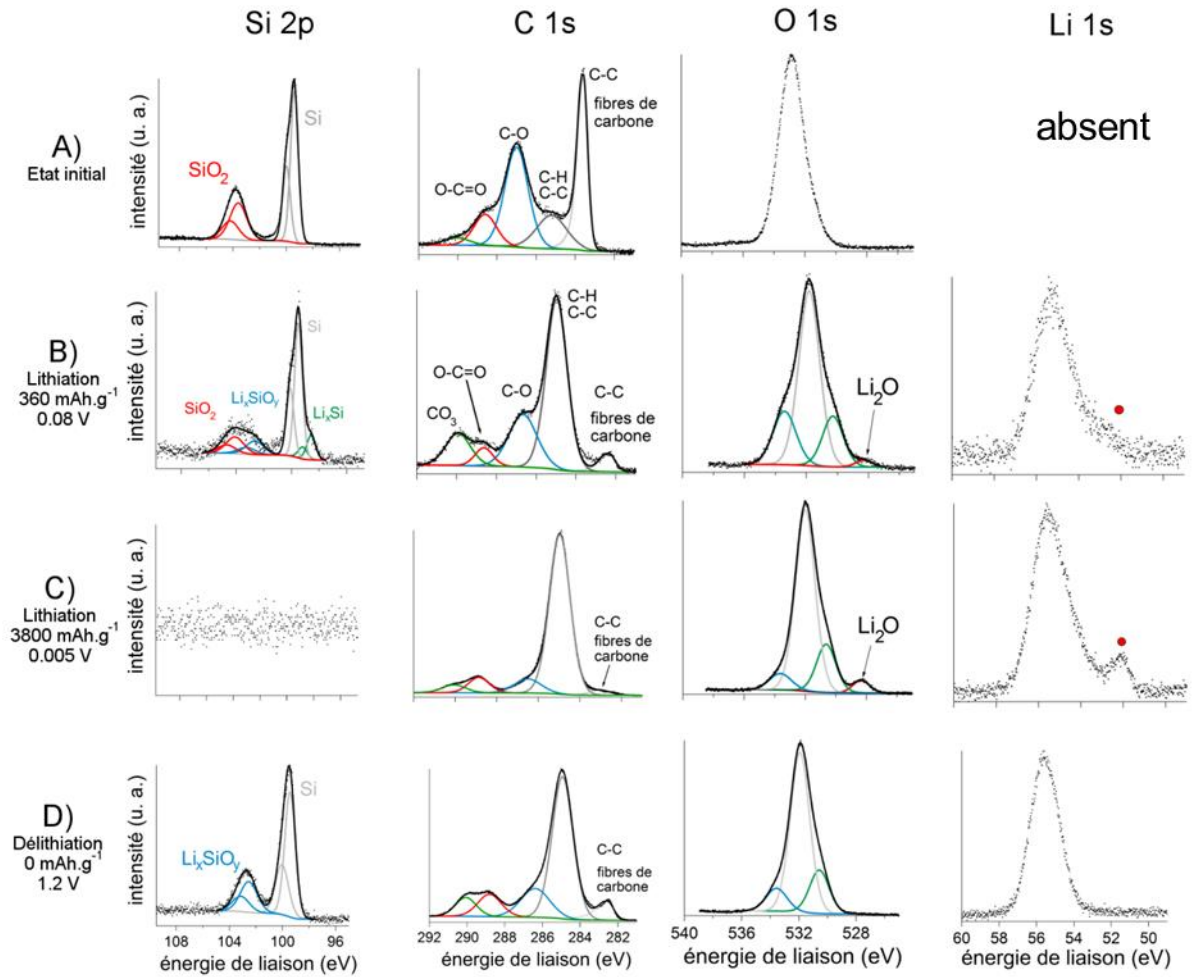 Si 2p
C 1s
O 1s
Li 1s
A)
Etat initial
intensité (u. a.)
SiO₂
Si
O-C=O
C-O
C-H
C-C
C-C
fibres de
carbone
absent
B)
Lithiation
360 mAh.g⁻¹
0.08 V
intensité (u. a.)
SiO₂
LiₓSiOᵧ
Si
LiₓSi
CO₃
O-C=O
C-O
C-H
C-C
C-C
fibres de
carbone
Li₂O
C)
Lithiation
3800 mAh.g⁻¹
0.005 V
intensité (u. a.)
C-C
fibres de
carbone
Li₂O
D)
Délithiation
0 mAh.g⁻¹
1.2 V
intensité (u. a.)
LiₓSiOᵧ
Si
C-C
fibres de
carbone
108 104 100 96
292 290 288 286 284 282
540 536 532 528
60 58 56 54 52 50
énergie de liaison (eV)
énergie de liaison (eV)
énergie de liaison (eV)
énergie de liaison (eV)